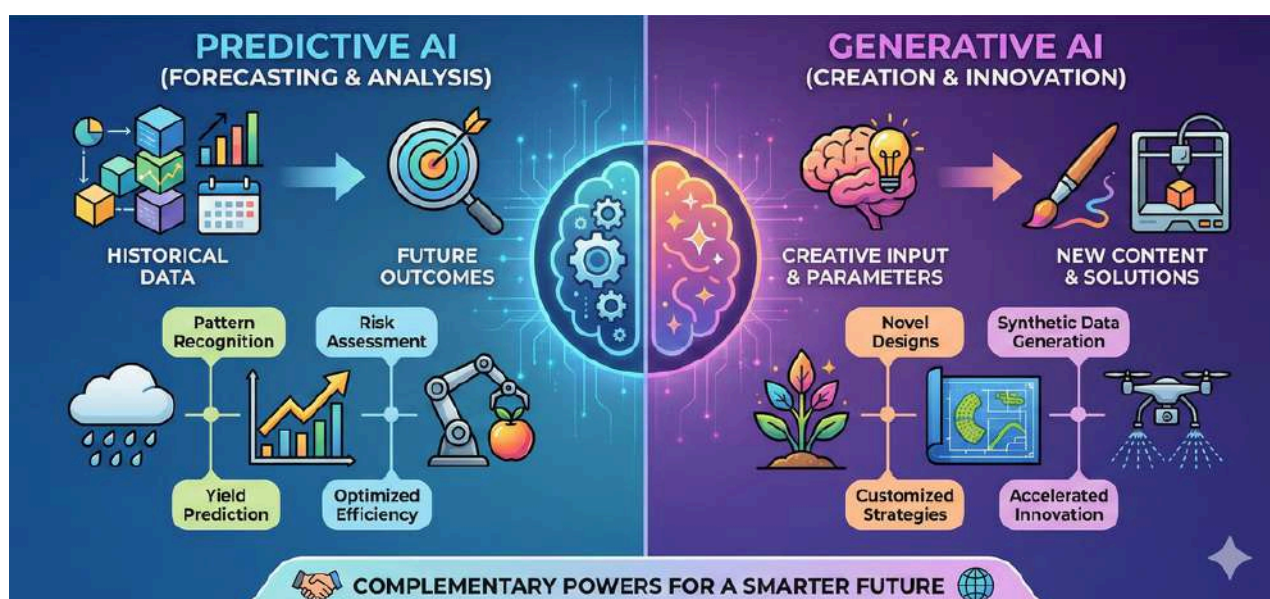 PREDICTIVE AI
(FORECASTING & ANALYSIS)
HISTORICAL
DATA
FUTURE
OUTCOMES
Pattern
Recognition
Risk
Assessment
Yield
Prediction
Optimized
Efficiency
GENERATIVE AI
(CREATION & INNOVATION)
CREATIVE INPUT
& PARAMETERS
NEW CONTENT
& SOLUTIONS
Novel
Designs
Synthetic Data
Generation
Customized
Strategies
Accelerated
Innovation
COMPLEMENTARY POWERS FOR A SMARTER FUTURE